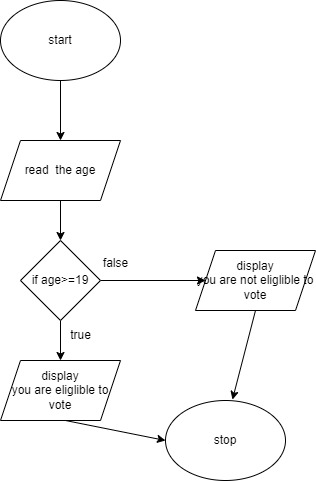 start
read  the age
if age>=19
false
display
you are not eliglible to
vote
true
display
you are eliglible to
vote
stop